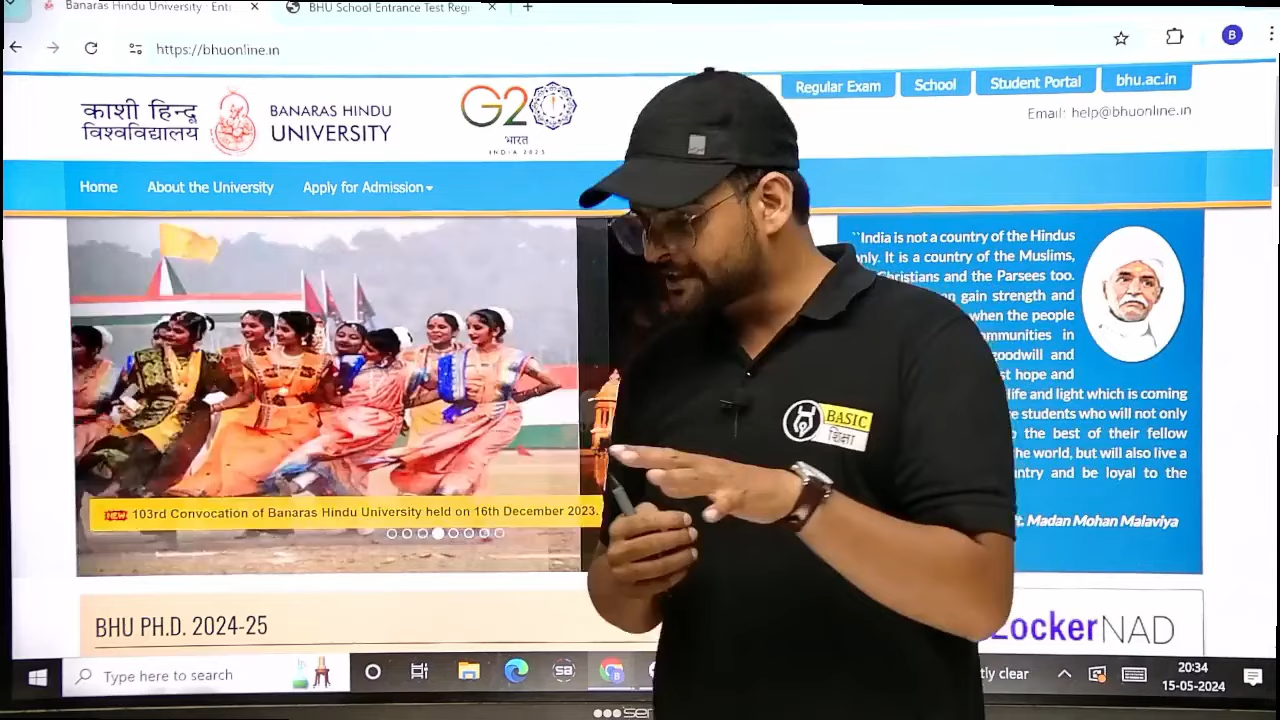 Banaras Hindu University
BHU School Entrance Test Regi
https://bhuonline.in
Regular Exam
School
Student Portal
bhu.ac.in
काशी हिन्दू
विश्वविद्यालय
BANARAS HINDU
UNIVERSITY
G20
भारत
INDIA 2023
Email: help@bhuonline.in
Home
About the University
Apply for Admission
``India is not a country of the Hindus
only. It is a country of the Muslims,
Christians and the Parsees too.
gain strength and
when the people
goodwill and
hope and
life and light which is coming
students who will not only
the best of their fellow
world, but will also live a
and be loyal to the
Madan Mohan Malaviya
BASIC
शिक्षा
NEW 103rd Convocation of Banaras Hindu University held on 16th December 2023.
BHU PH.D. 2024-25
LockerNAD
Type here to search
SB
clear
20:34
15-05-2024